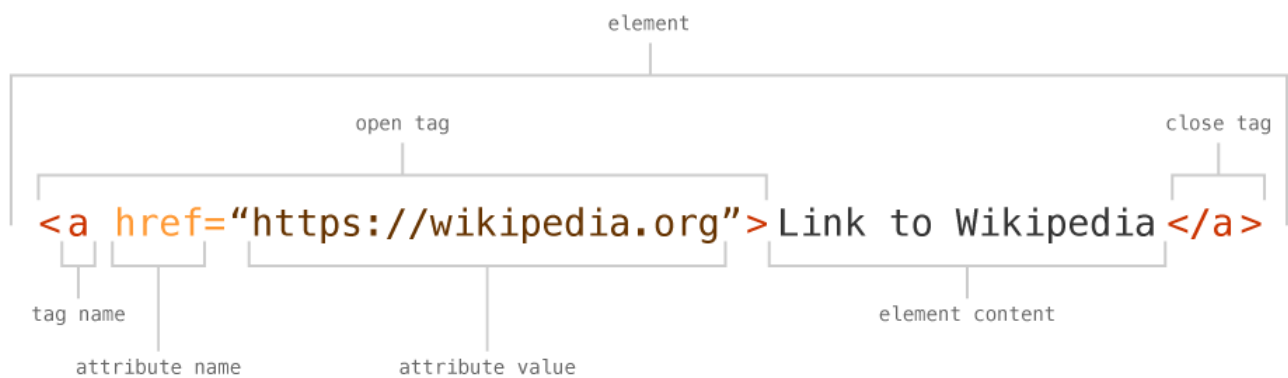 element
open tag close tag
<a href=“https://wikipedia.org”>Link to Wikipedia</a>
tag name element content
attribute name attribute value